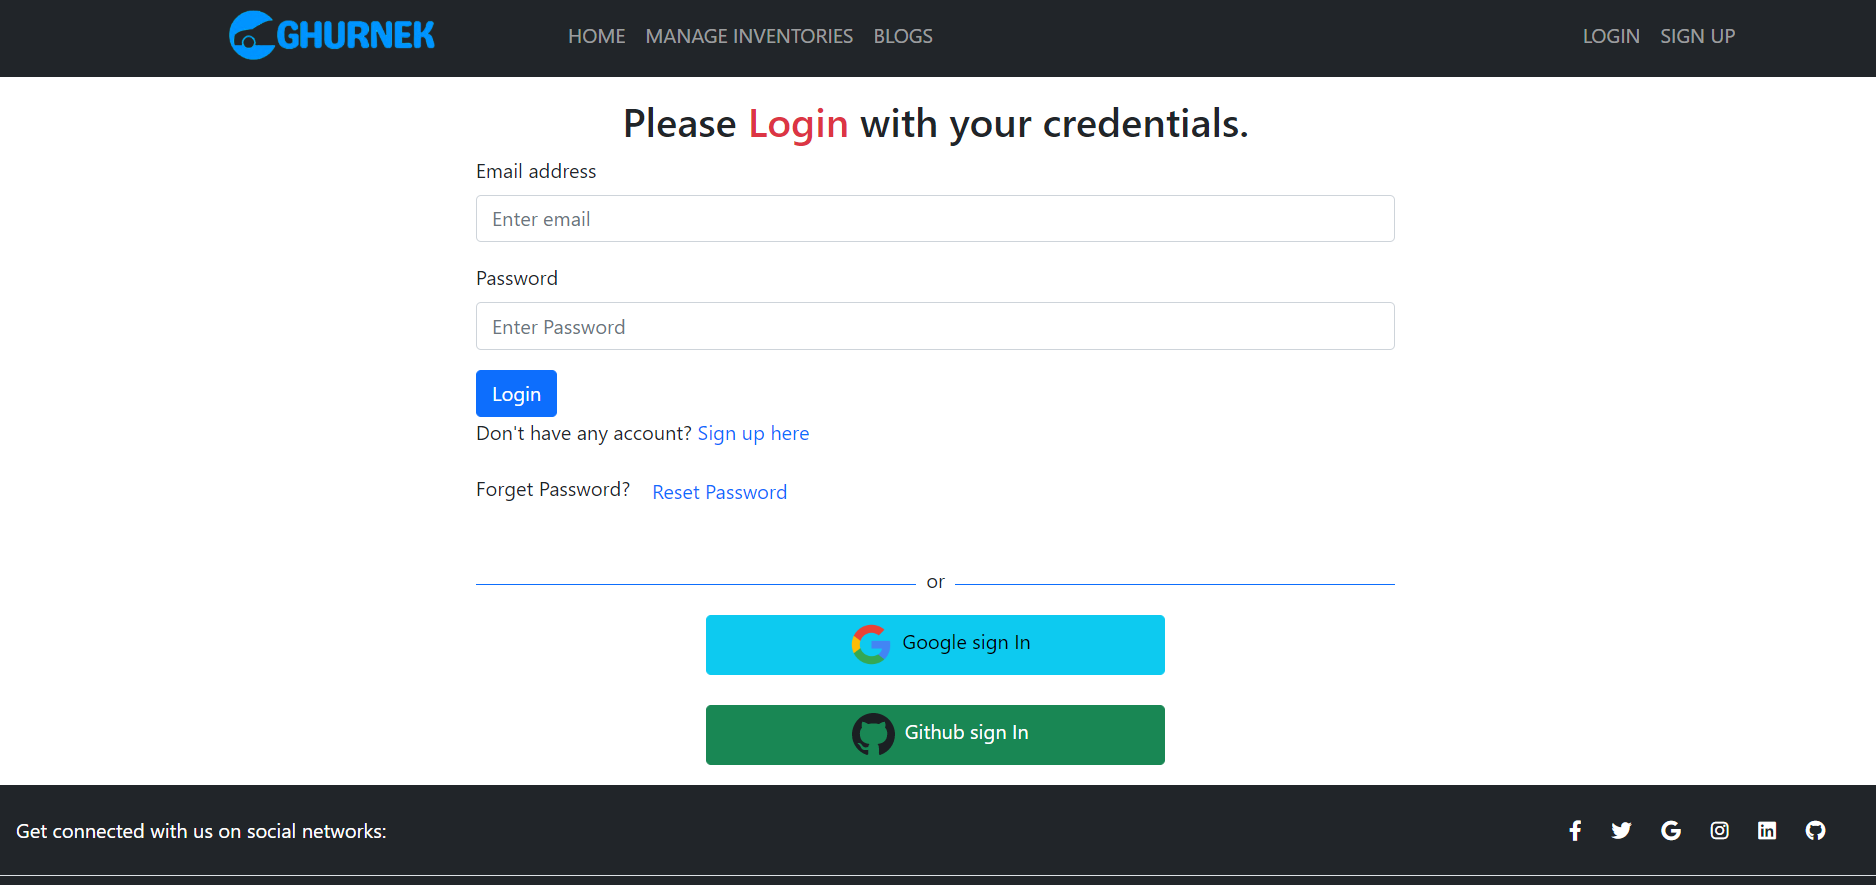 GHURNEK HOME MANAGE INVENTORIES BLOGS LOGIN SIGN UP
Please Login with your credentials.
Email address
Enter email
Password
Enter Password
Login
Don't have any account? Sign up here
Forget Password? Reset Password
or
Google sign In
Github sign In
Get connected with us on social networks: